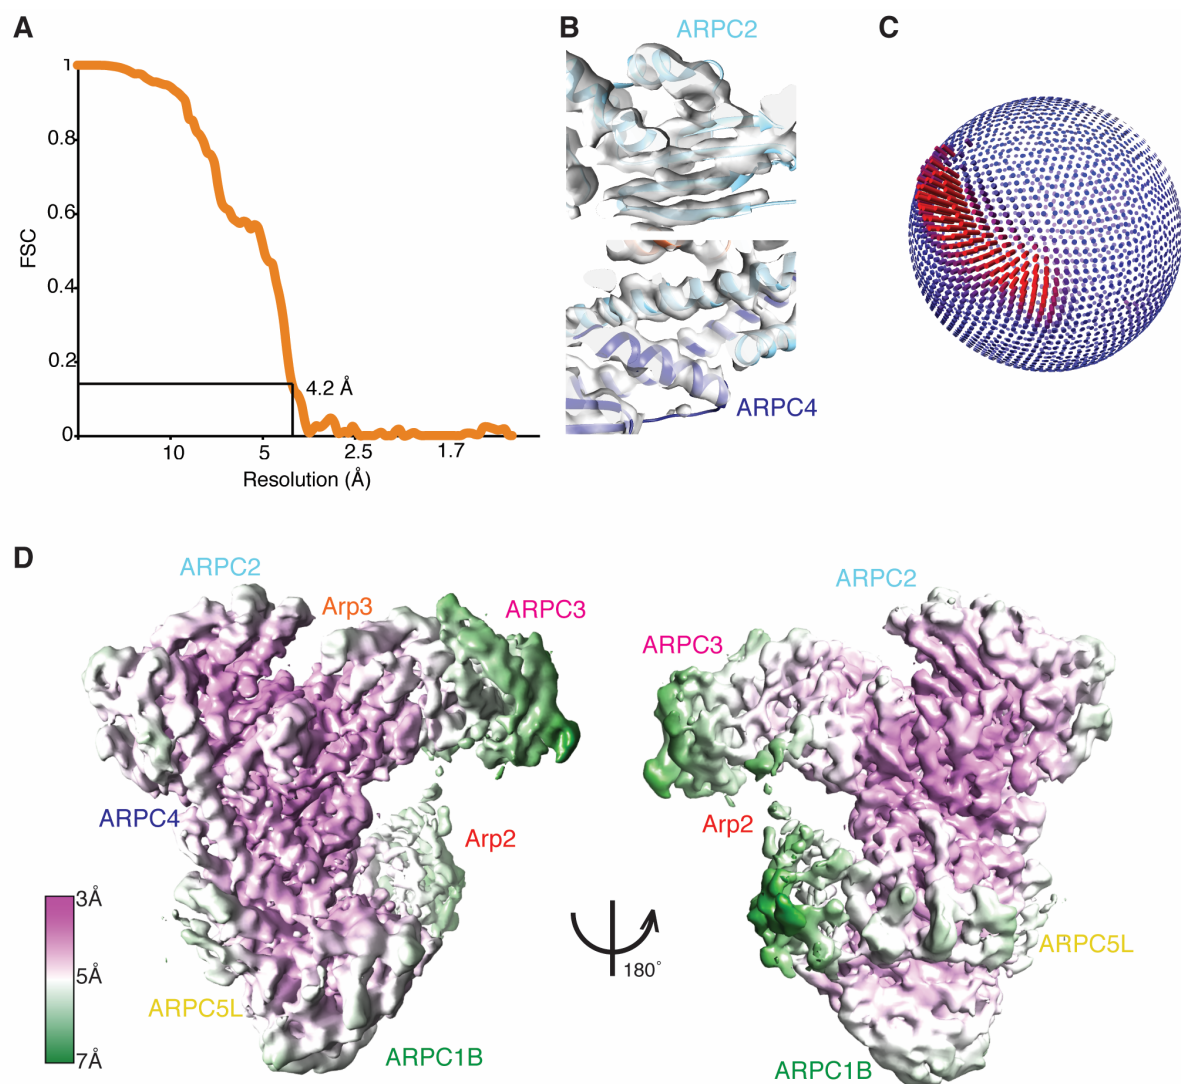 A
B
C
ARPC2
1
0.8
0.6
0.4
0.2
0
FSC
4.2 Å
10
5
2.5
1.7
Resolution (Å)
ARPC4
D
ARPC2
Arp3
ARPC3
ARPC4
Arp2
3Å
5Å
7Å
ARPC5L
ARPC1B
180°
ARPC2
ARPC3
Arp2
ARPC5L
ARPC1B